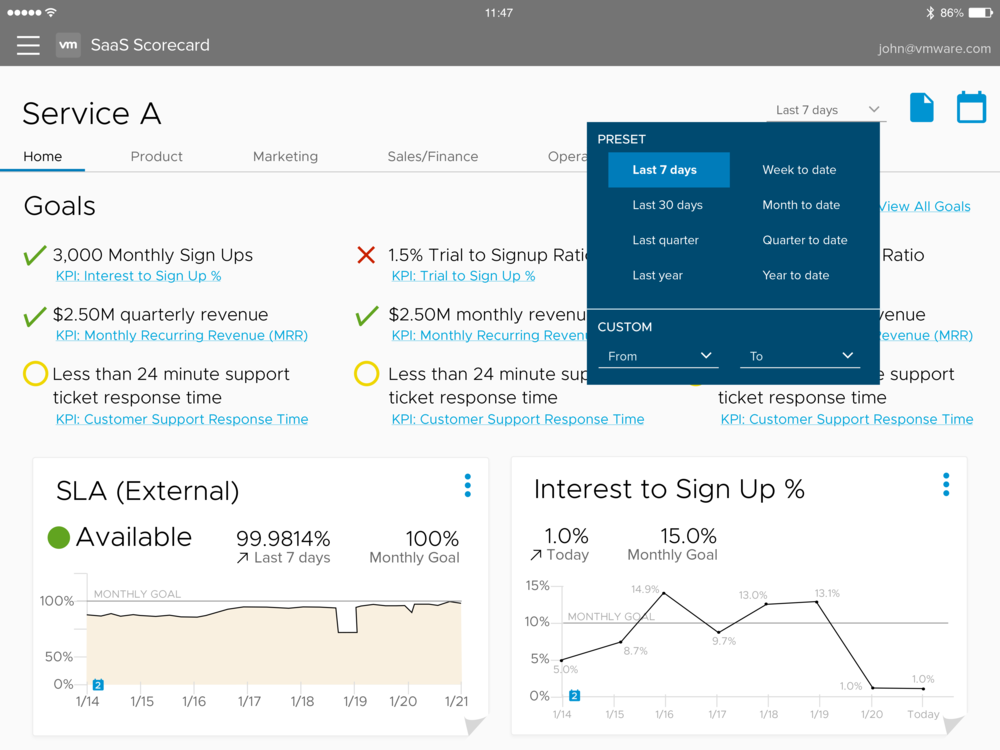 11:47
86%
vm
SaaS Scorecard
john@vmware.com
Service A
Last 7 days
Home
Product
Marketing
Sales/Finance
Opera
PRESET
Last 7 days
Week to date
Last 30 days
Month to date
Last quarter
Quarter to date
Last year
Year to date
CUSTOM
From
To
Goals
View All Goals
3,000 Monthly Sign Ups
KPI: Interest to Sign Up %
1.5% Trial to Signup Ratio
KPI: Trial to Sign Up %
Ratio
$2.50M quarterly revenue
KPI: Monthly Recurring Revenue (MRR)
$2.50M monthly revenu
KPI: Monthly Recurring Reven
venue
Revenue (MRR)
Less than 24 minute support
ticket response time
KPI: Customer Support Response Time
Less than 24 minute sup
ticket response time
KPI: Customer Support Response Time
support
ticket response time
KPI: Customer Support Response Time
SLA (External)
Available
99.9814%
Last 7 days
100%
Monthly Goal
MONTHLY GOAL
100%
50%
0%
2
1/14
1/15
1/16
1/17
1/18
1/19
1/20
1/21
Interest to Sign Up %
1.0%
Today
15.0%
Monthly Goal
15%
10%
5%
0%
MONTHLY GOAL
5.0%
8.7%
14.9%
9.7%
13.0%
13.1%
1.0%
1.0%
2
1/14
1/15
1/16
1/17
1/18
1/19
1/20
Today